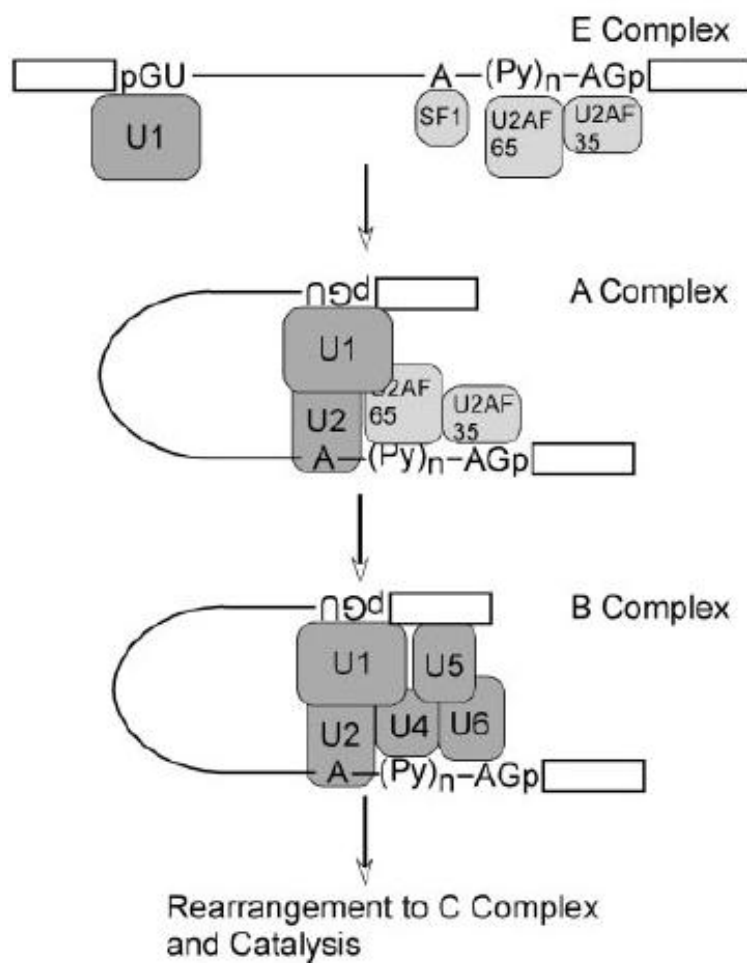 E Complex
pGU A–(Py)n–AGp
U1 SF1 U2AF 65 U2AF 35
pGU
A Complex
U1
U2AF 65
U2 U2AF 35
A–(Py)n–AGp
pGU
B Complex
U1 U5
U2 U4 U6
A–(Py)n–AGp
Rearrangement to C Complex
and Catalysis